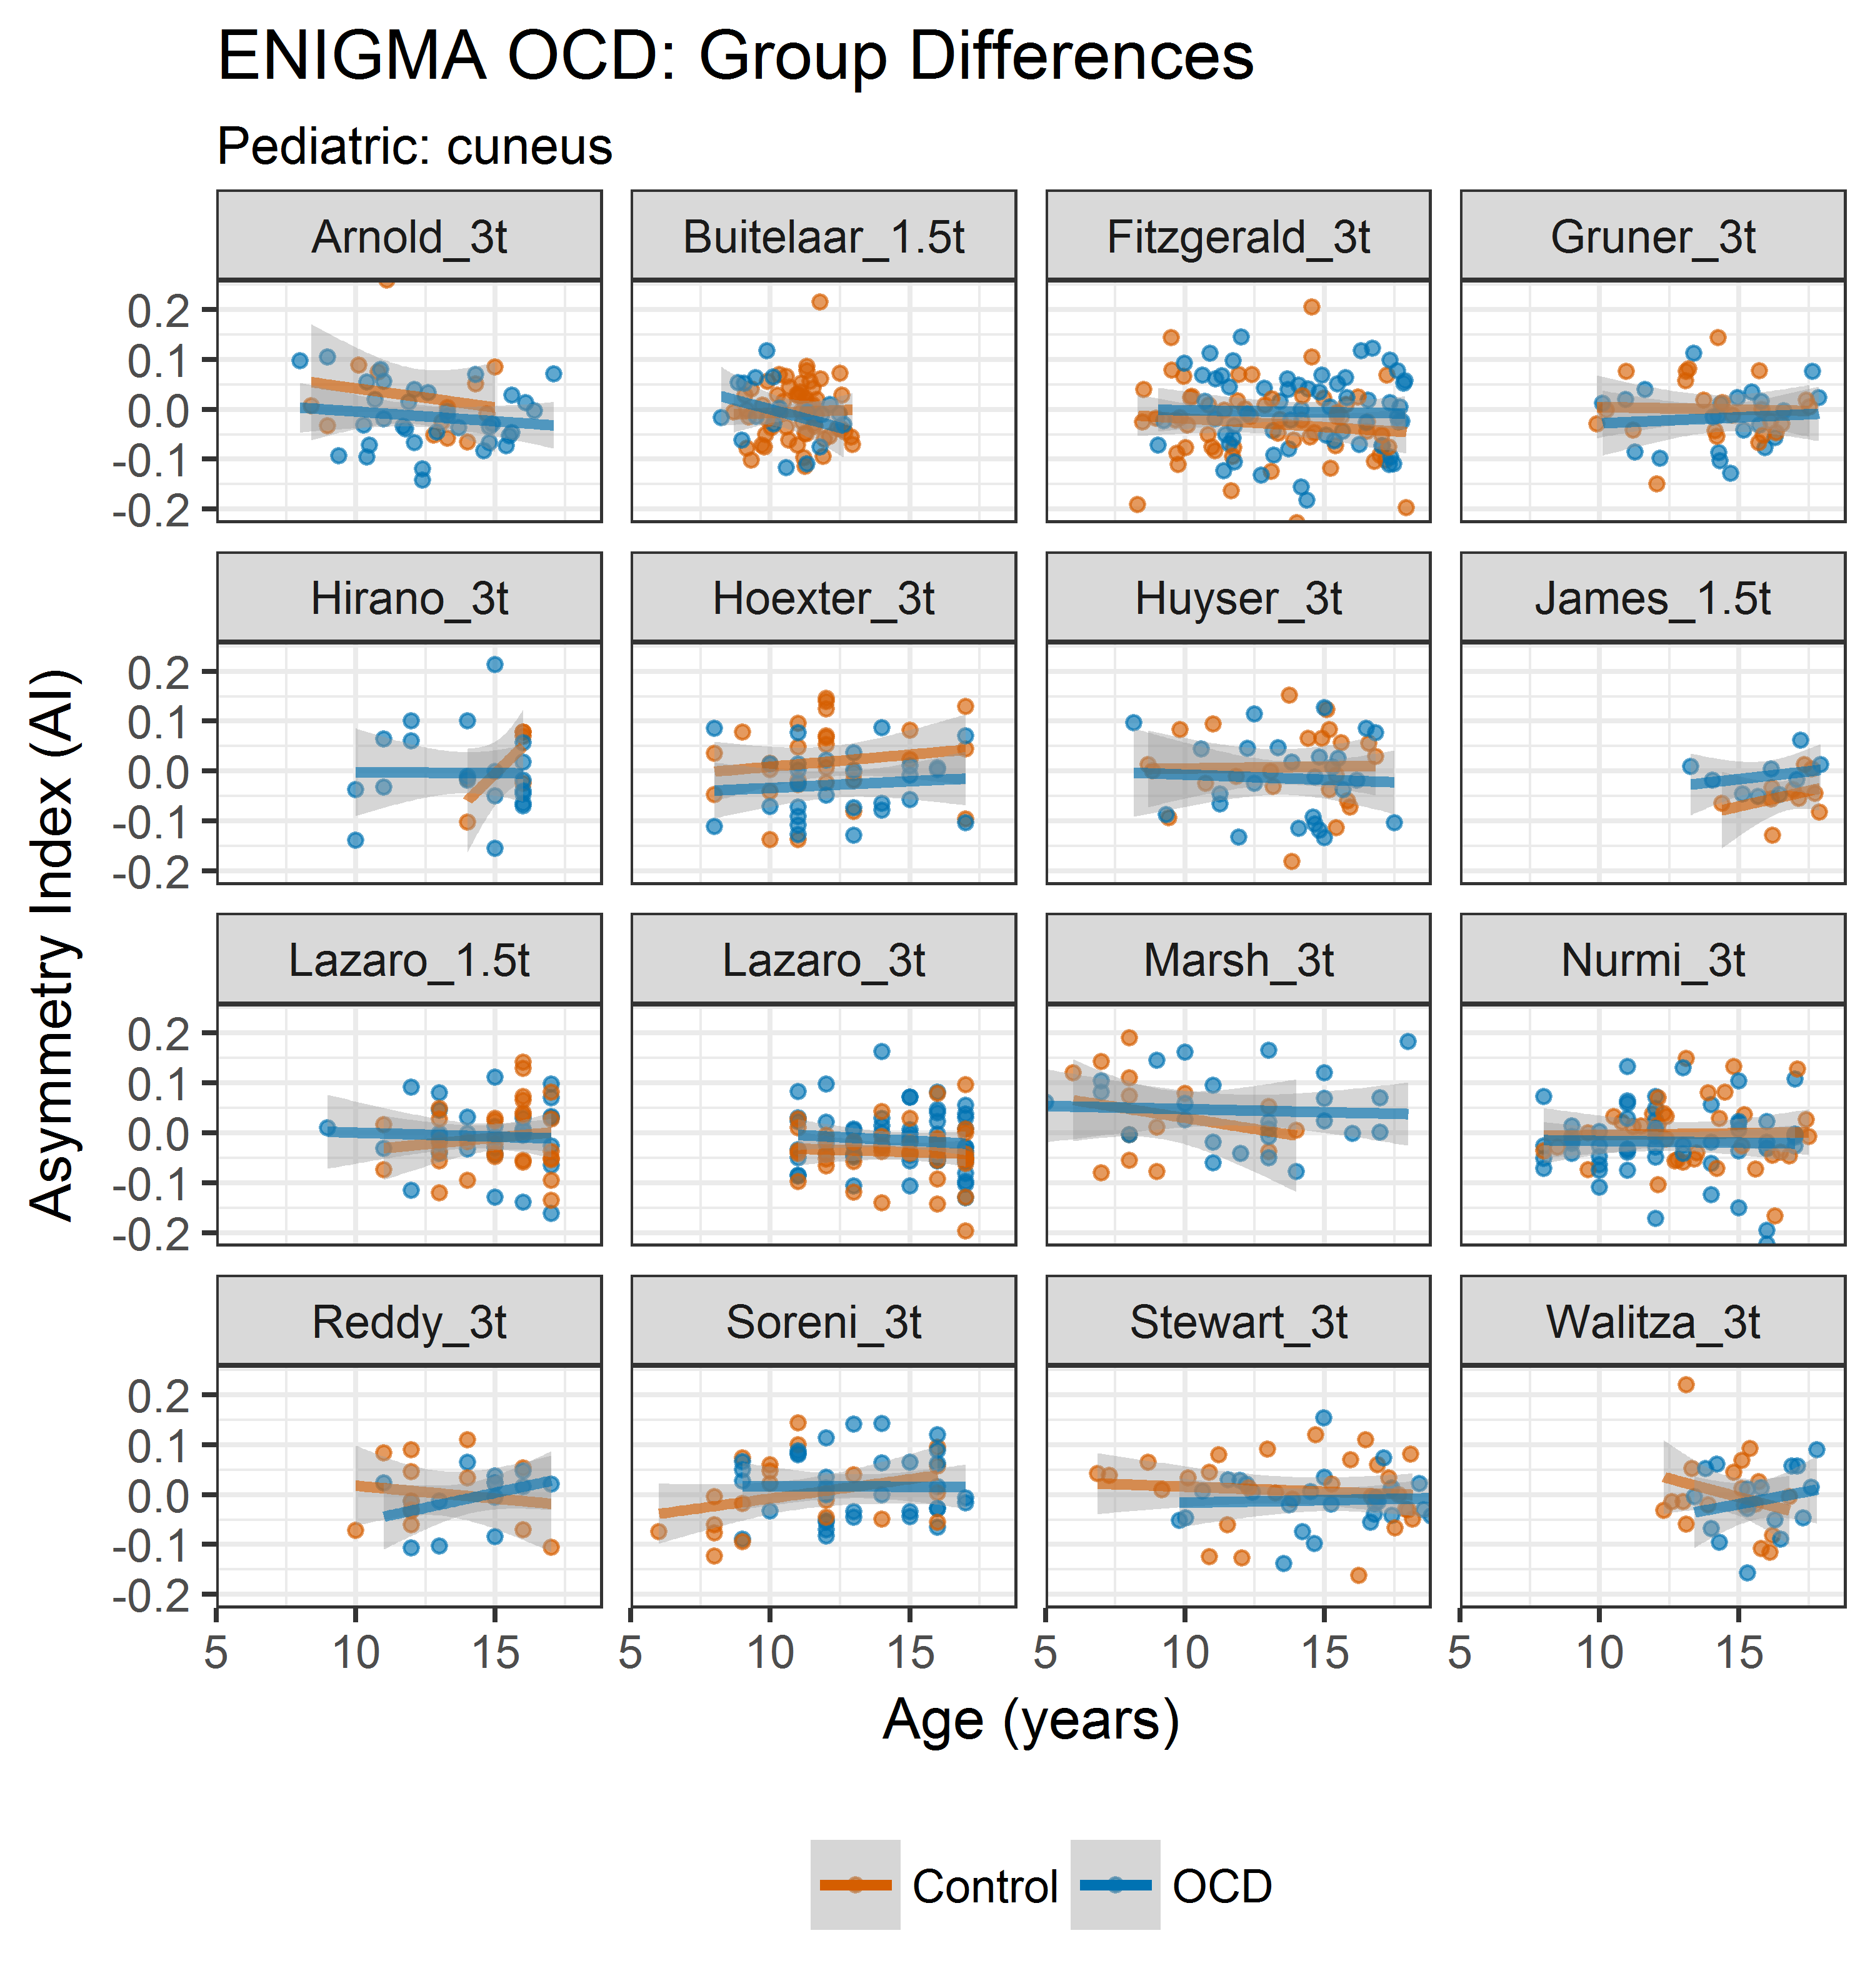 ENIGMA OCD: Group Differences
Pediatric: cuneus
Arnold_3t Buitelaar_1.5t Fitzgerald_3t Gruner_3t
0.2
0.1
0.0
-0.1
-0.2
Hirano_3t Hoexter_3t Huyser_3t James_1.5t
0.2
0.1
0.0
-0.1
-0.2
Asymmetry Index (AI)
Lazaro_1.5t Lazaro_3t Marsh_3t Nurmi_3t
0.2
0.1
0.0
-0.1
-0.2
Reddy_3t Soreni_3t Stewart_3t Walitza_3t
0.2
0.1
0.0
-0.1
-0.2
5 10 15 5 10 15 5 10 15 5 10 15
Age (years)
Control OCD